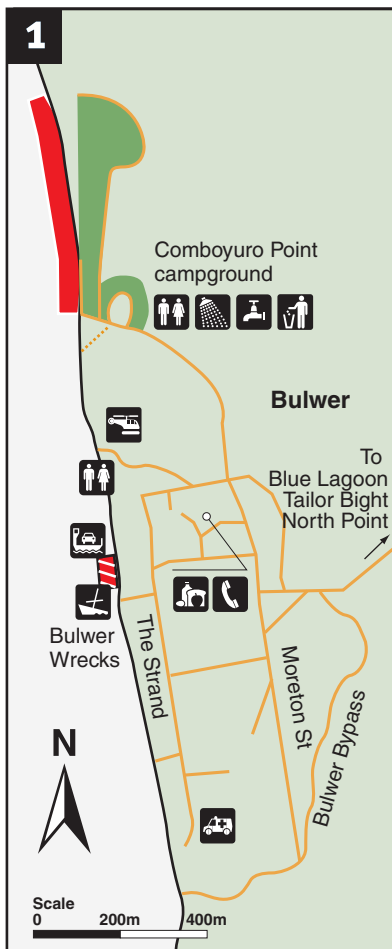 1
Comboyuro Point
campground
Bulwer
To
Blue Lagoon
Tailor Bight
North Point
Bulwer
Wrecks
The Strand
Moreton St
Bulwer Bypass
N
Scale
0 200m 400m